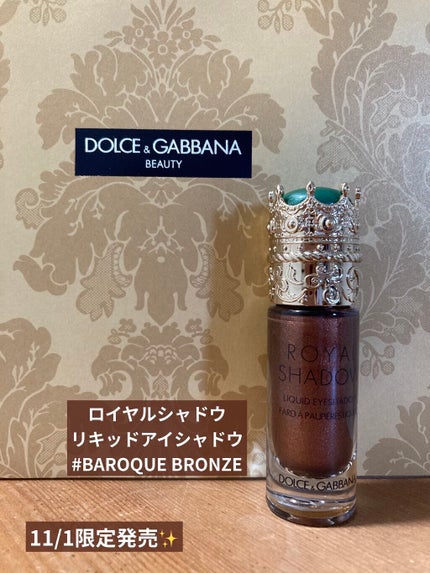 DOLCE & GABBANA
BEAUTY
ROYAL
SHADOW
LIQUID EYESHADOW
FARD À PAUPIÈRES LIQUIDE
DOLCE & GABBANA
ロイヤルシャドウ
リキッドアイシャドウ
#BAROQUE BRONZE
11/1限定発売✨